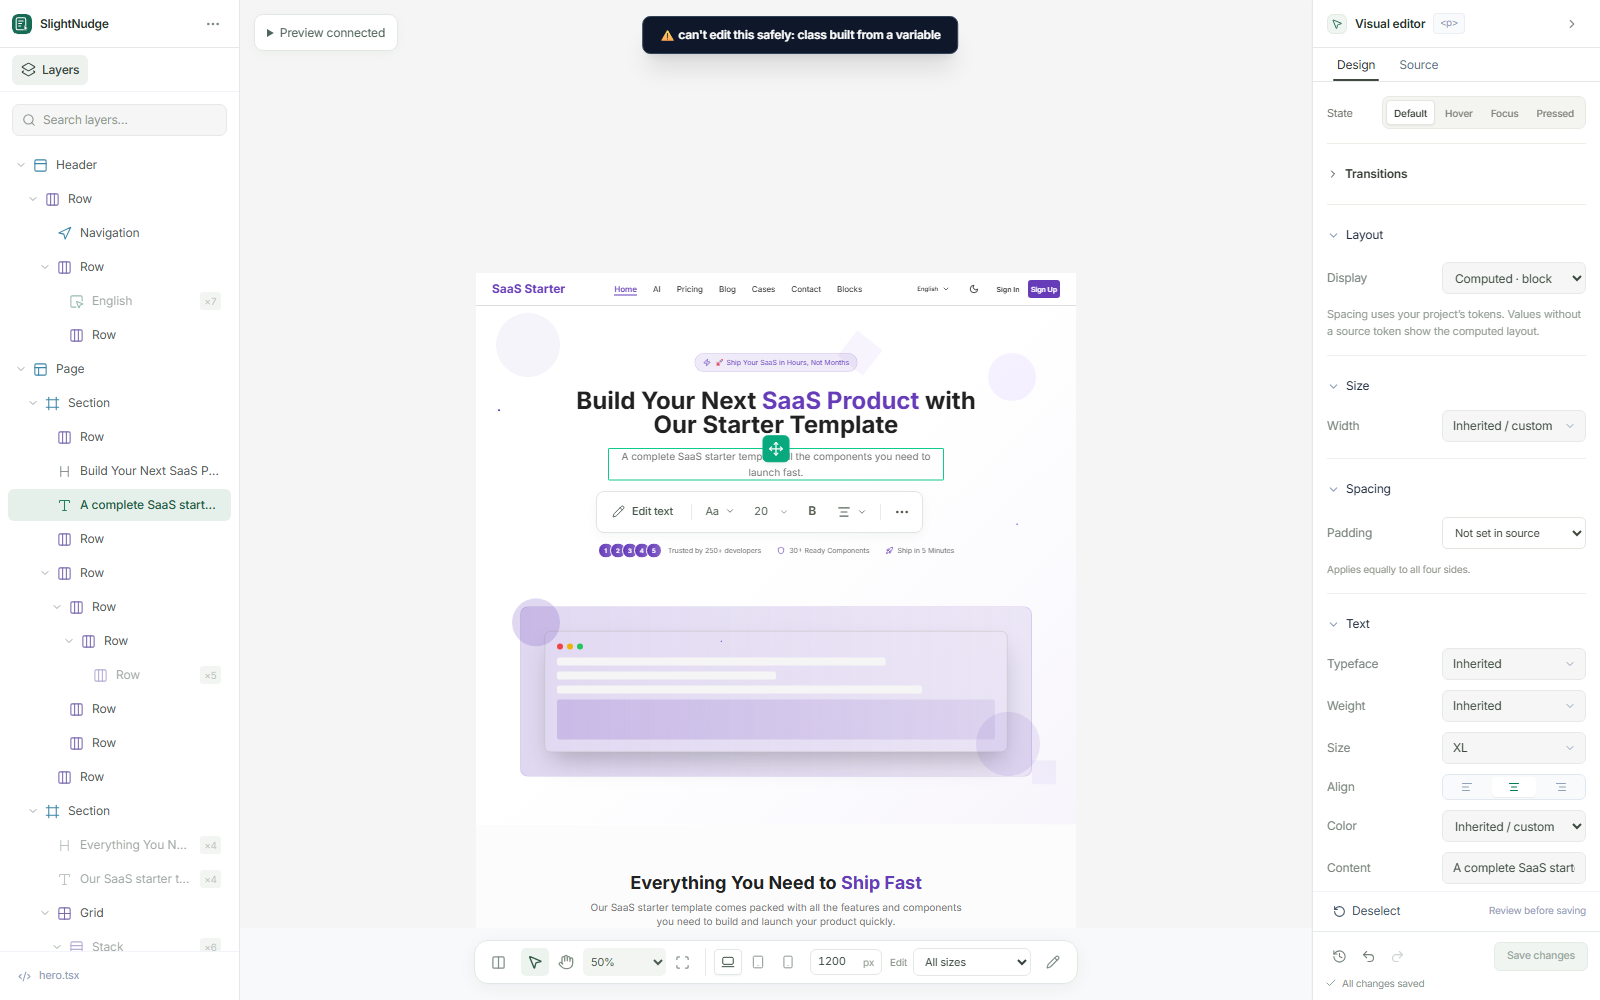 SlightNudge
Layers
Search layers...
Header
Row
Navigation
Row
English ×7
Row
Page
Section
Row
Build Your Next SaaS P...
A complete SaaS start...
Row
Row
Row
Row
Row ×5
Row
Row
Row
Section
Everything You N... ×4
Our SaaS starter t... ×4
Grid
Stack ×6
hero.tsx
Preview connected
can't edit this safely: class built from a variable
SaaS Starter
Home AI Pricing Blog Cases Contact Blocks
English Sign In Sign Up
Ship Your SaaS in Hours, Not Months
Build Your Next SaaS Product with
Our Starter Template
A complete SaaS starter the components you need to
launch fast.
Edit text Aa 20 B
1 2 3 4 5 Trusted by 250+ developers 30+ Ready Components Ship in 5 Minutes
Everything You Need to Ship Fast
Our SaaS starter template comes packed with all the features and components
you need to build and launch your product quickly.
50% 1200 px Edit All sizes
Visual editor <p>
Design Source
State Default Hover Focus Pressed
Transitions
Layout
Display Computed · block
Spacing uses your project's tokens. Values without
a source token show the computed layout.
Size
Width Inherited / custom
Spacing
Padding Not set in source
Applies equally to all four sides.
Text
Typeface Inherited
Weight Inherited
Size XL
Align
Color Inherited / custom
Content A complete SaaS start
Deselect Review before saving
Save changes
All changes saved